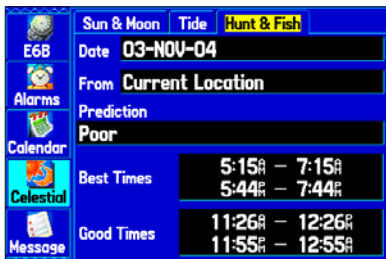 Sun & Moon Tide Hunt & Fish
E6B
Date 03-NOV-04
From Current Location
Alarms
Prediction
Poor
Calendar
Best Times 5:15A – 7:15A
5:44P – 7:44P
Celestial
Good Times 11:26A – 12:26P
11:55P – 12:55A
Message